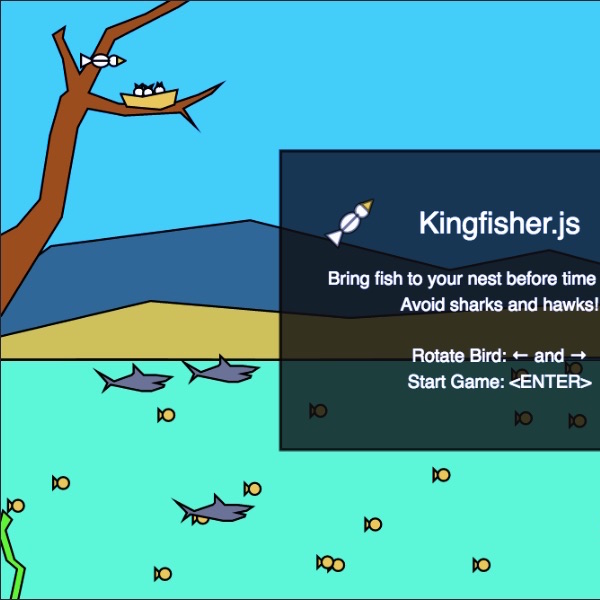 Kingfisher.js
Bring fish to your nest before time
Avoid sharks and hawks!
Rotate Bird: ← and →
Start Game: <ENTER>